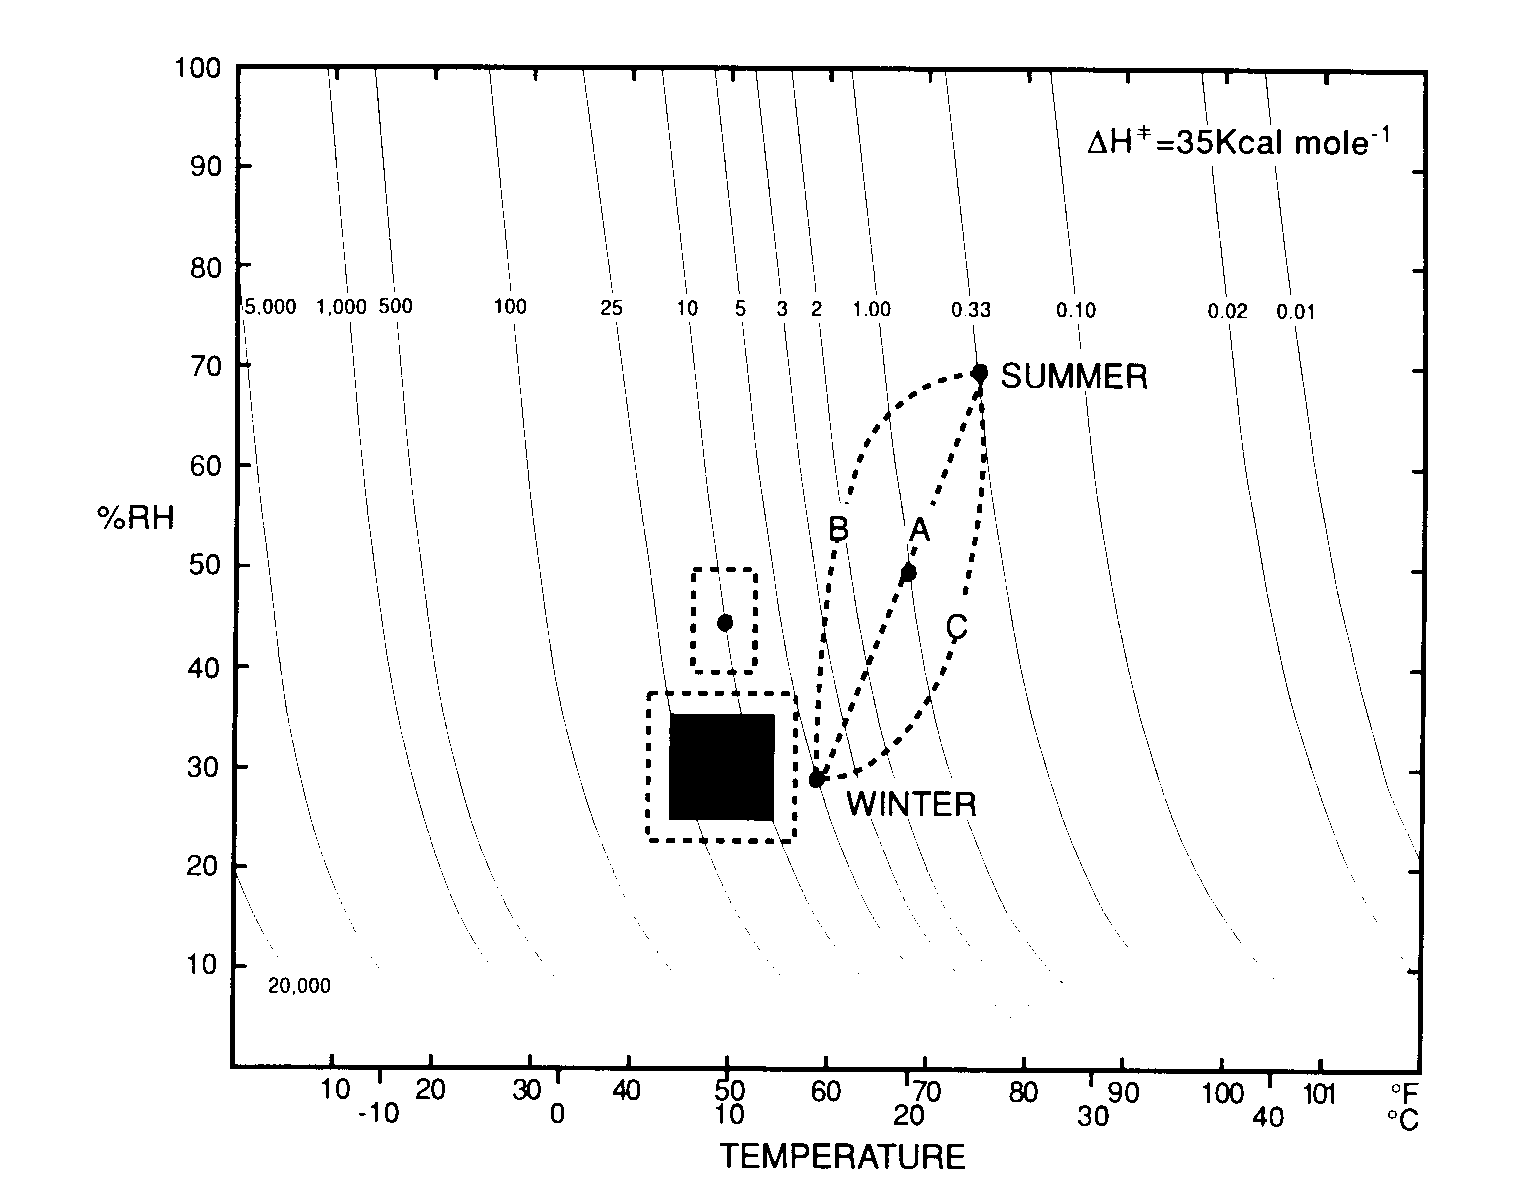 100
ΔH‡=35Kcal mole-1
90
80
5,000 1,000 500 100 25 10 5 3 2 1.00 0.33 0.10 0.02 0.01
70
SUMMER
60
%RH
B A
50
C
40
30
WINTER
20
10
20,000
10 20 30 40 50 60 70 80 90 100 101 °F
-10 0 10 20 30 40 °C
TEMPERATURE